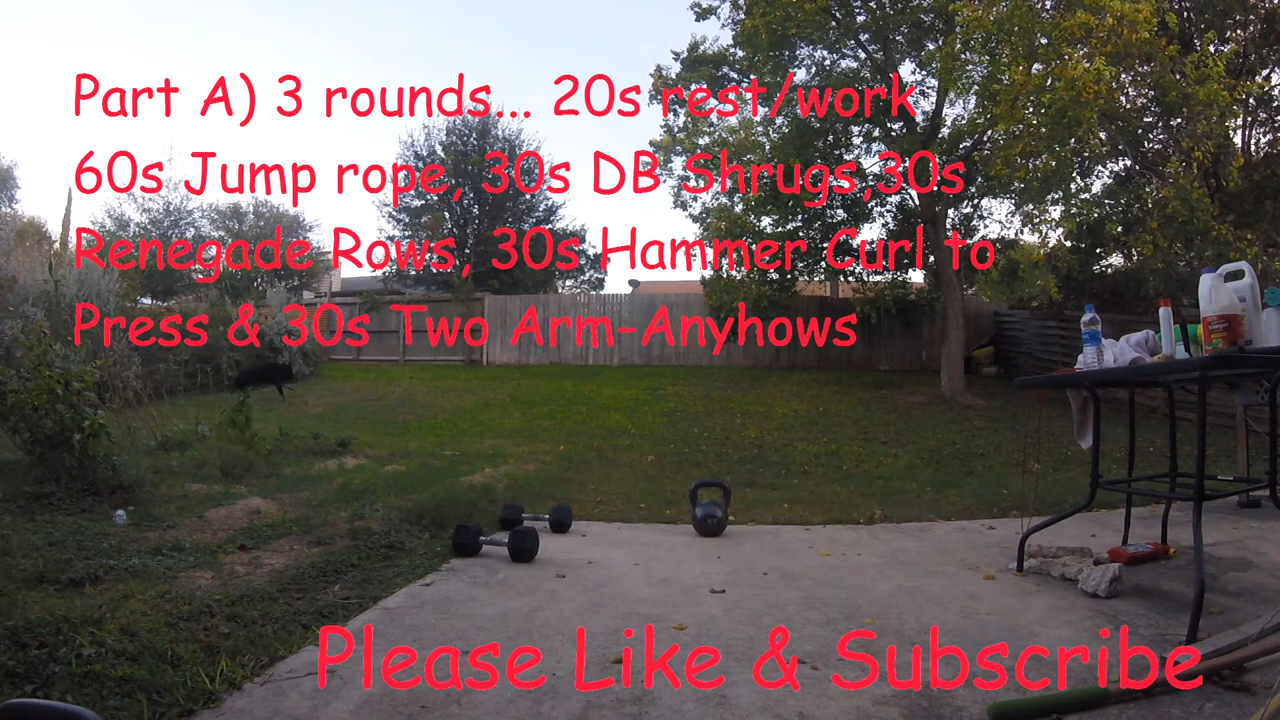 Part A) 3 rounds... 20s rest/work
60s Jump rope, 30s DB Shrugs,30s
Renegade Rows, 30s Hammer Curl to
Press & 30s Two Arm-Anyhows
Please Like & Subscribe